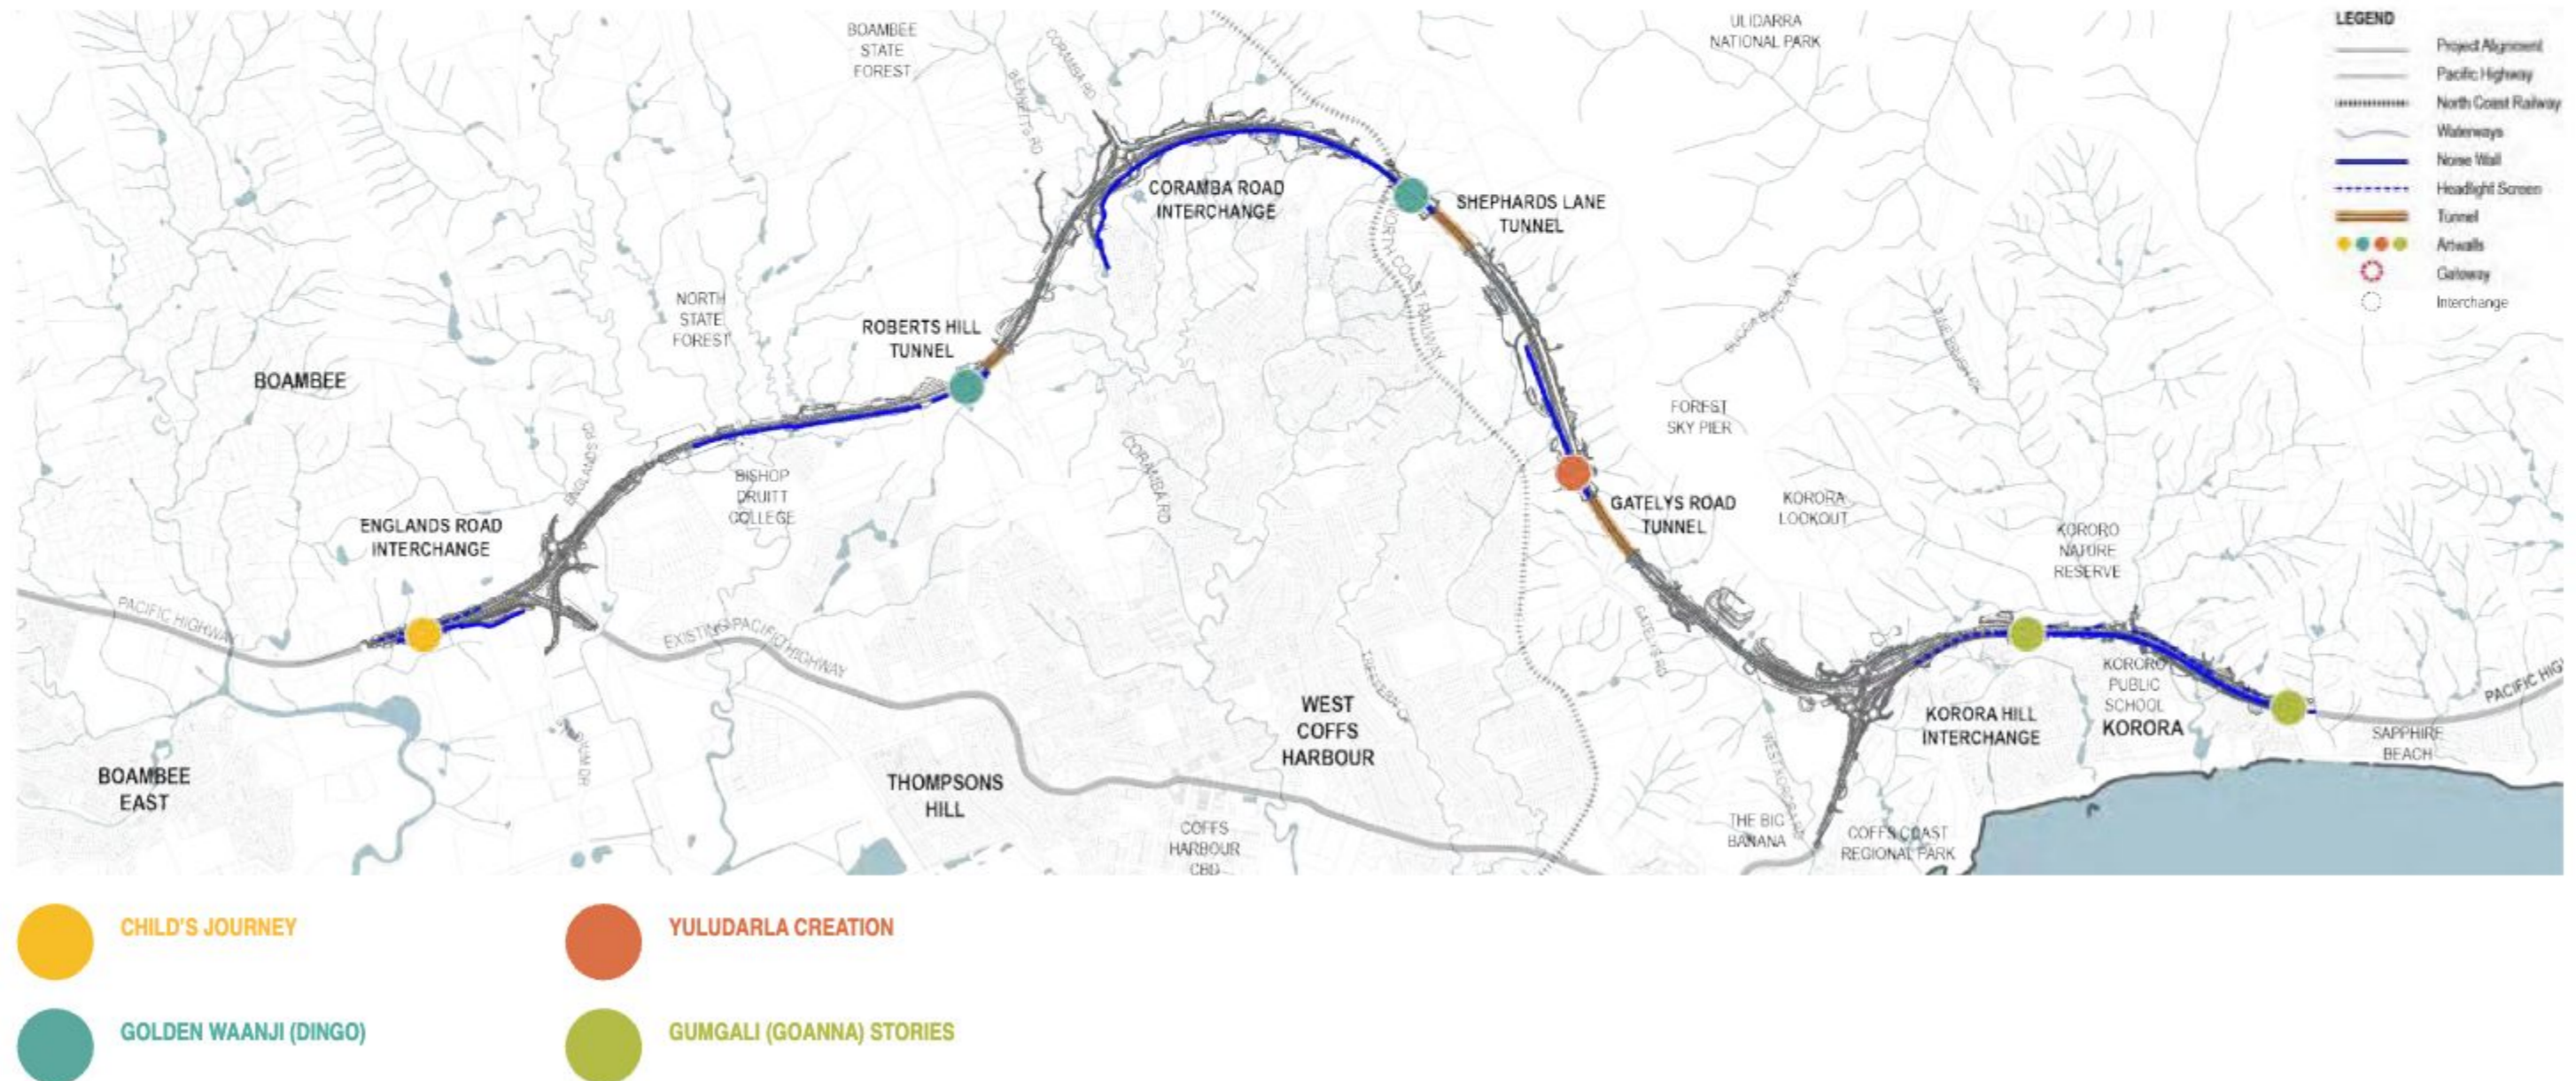 BOAMBEE
STATE
FOREST
CORAMBA RD
BENNETTS RD
ULIDARRA
NATIONAL PARK
LEGEND
Project Alignment
Pacific Highway
North Coast Railway
Waterways
Noise Wall
Headlight Screen
Tunnel
Artwalls
Gateway
Interchange
CORAMBA ROAD
INTERCHANGE
SHEPHARDS LANE
TUNNEL
NORTH COAST RAILWAY
NORTH
STATE
FOREST
ROBERTS HILL
TUNNEL
BOAMBEE
FOREST
SKY PIER
BISHOP
DRUITT
COLLEGE
CORAMBA RD
ENGLANDS RD
GATELYS ROAD
TUNNEL
KORORA
LOOKOUT
KORORO
NATURE
RESERVE
ENGLANDS ROAD
INTERCHANGE
PACIFIC HIGHWAY
EXISTING PACIFIC HIGHWAY
GATELYS RD
KORORO
PUBLIC
SCHOOL
KORORA
KORORA HILL
INTERCHANGE
PACIFIC HIG
SAPPHIRE
BEACH
WEST
COFFS
HARBOUR
WEST KORORA RD
BOAMBEE
EAST
THOMPSONS
HILL
COFFS
HARBOUR
CBD
THE BIG
BANANA
COFFS COAST
REGIONAL PARK
CHILD'S JOURNEY
YULUDARLA CREATION
GOLDEN WAANJI (DINGO)
GUMGALI (GOANNA) STORIES